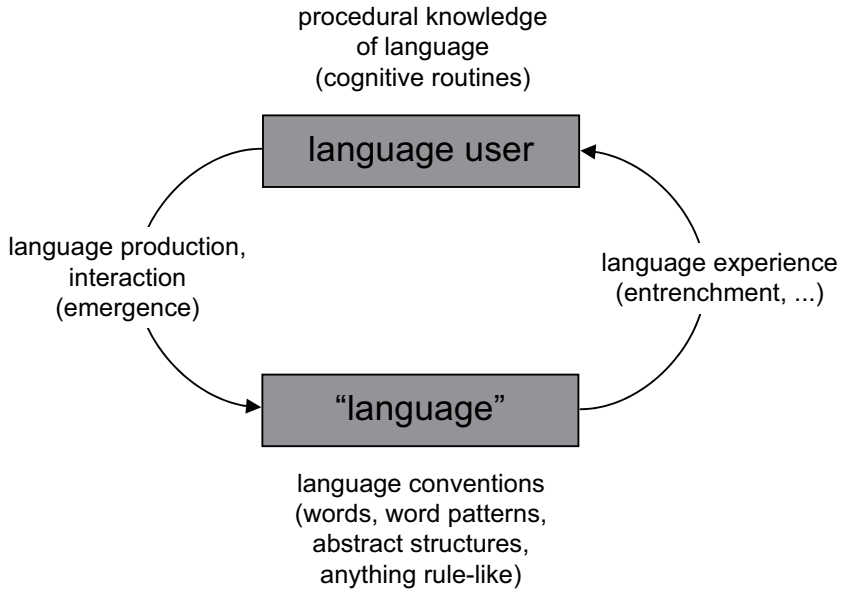 procedural knowledge
of language
(cognitive routines)
language user
language production,
interaction
(emergence)
language experience
(entrenchment, ...)
“language”
language conventions
(words, word patterns,
abstract structures,
anything rule-like)